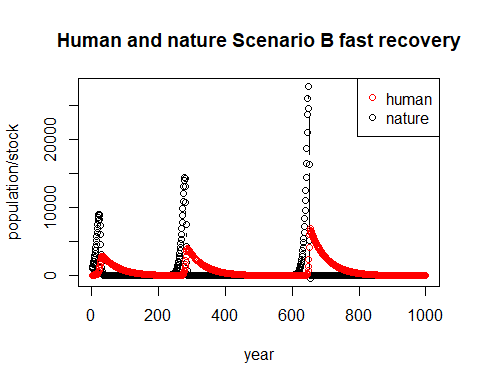 Human and nature Scenario B fast recovery
human
nature
population/stock
20000
10000
0
0
200
400
600
800
1000
year